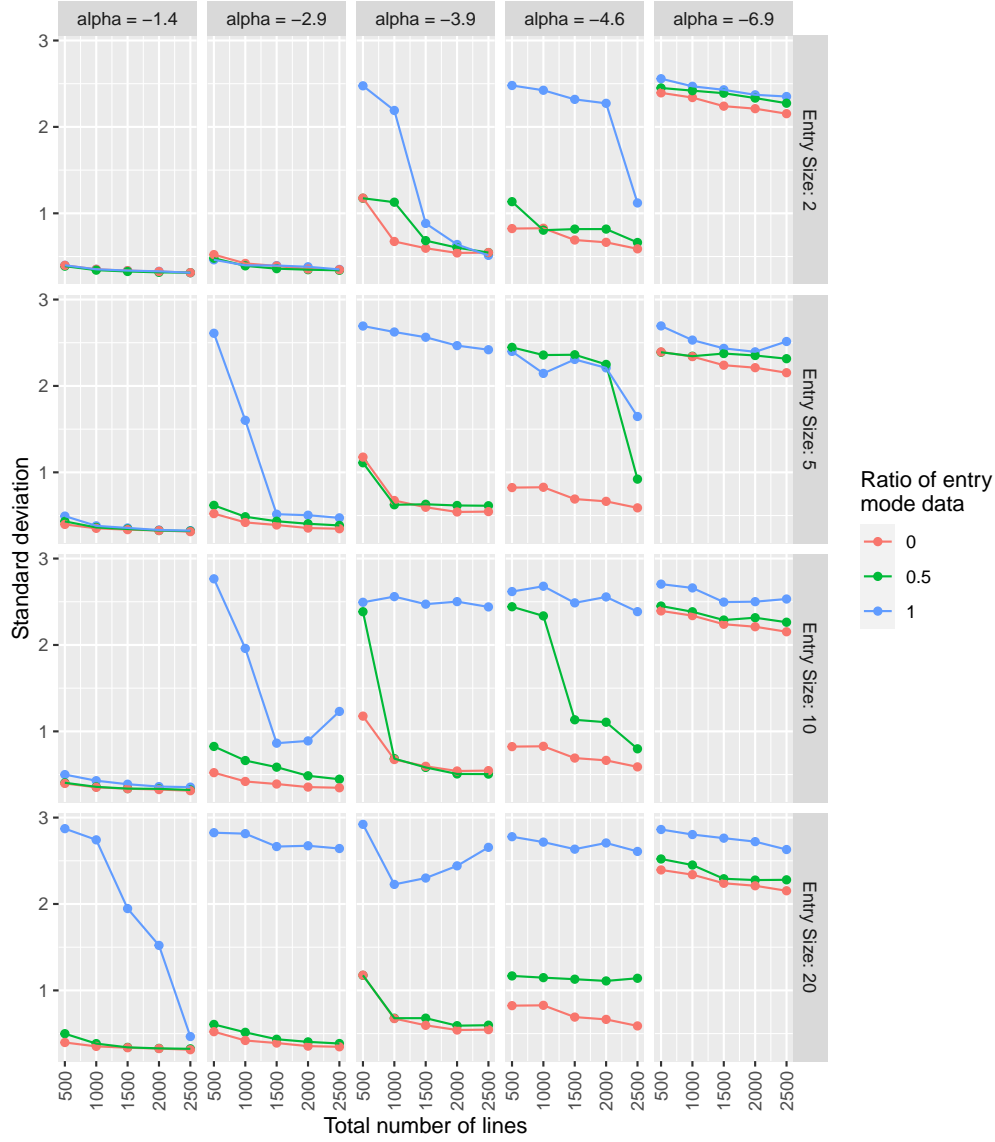 alpha = −1.4 alpha = −2.9 alpha = −3.9 alpha = −4.6 alpha = −6.9
3
2
1
Entry Size: 2
3
2
1
Entry Size: 5
3
2
1
Entry Size: 10
3
2
1
Entry Size: 20
Standard deviation
500 1000 1500 2000 2500 500 1000 1500 2000 2500 500 1000 1500 2000 2500 500 1000 1500 2000 2500 500 1000 1500 2000 2500
Total number of lines
Ratio of entry
mode data
0
0.5
1